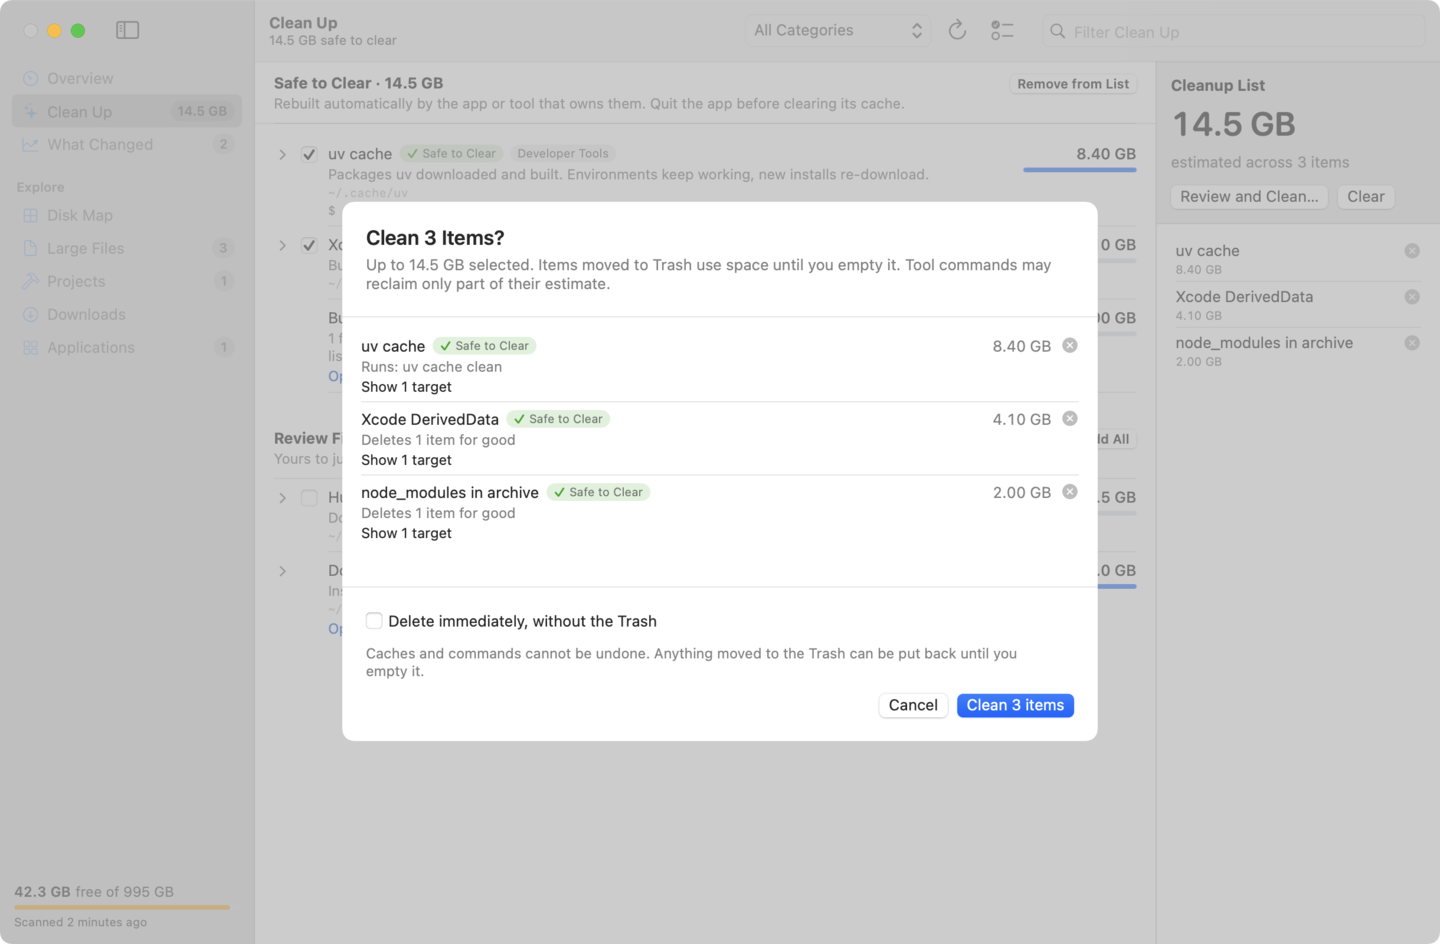 Clean Up
14.5 GB safe to clear
All Categories
Filter Clean Up
Overview
Clean Up 14.5 GB
What Changed 2
Explore
Disk Map
Large Files 3
Projects 1
Downloads
Applications 1
42.3 GB free of 995 GB
Scanned 2 minutes ago
Safe to Clear · 14.5 GB
Remove from List
Rebuilt automatically by the app or tool that owns them. Quit the app before clearing its cache.
uv cache Safe to Clear Developer Tools 8.40 GB
Packages uv downloaded and built. Environments keep working, new installs re-download.
~/.cache/uv
$
Review
Yours to
Clean 3 Items?
Up to 14.5 GB selected. Items moved to Trash use space until you empty it. Tool commands may
reclaim only part of their estimate.
uv cache Safe to Clear 8.40 GB
Runs: uv cache clean
Show 1 target
Xcode DerivedData Safe to Clear 4.10 GB
Deletes 1 item for good
Show 1 target
node_modules in archive Safe to Clear 2.00 GB
Deletes 1 item for good
Show 1 target
Delete immediately, without the Trash
Caches and commands cannot be undone. Anything moved to the Trash can be put back until you
empty it.
Cancel
Clean 3 items
Cleanup List
14.5 GB
estimated across 3 items
Review and Clean...
Clear
uv cache
8.40 GB
Xcode DerivedData
4.10 GB
node_modules in archive
2.00 GB